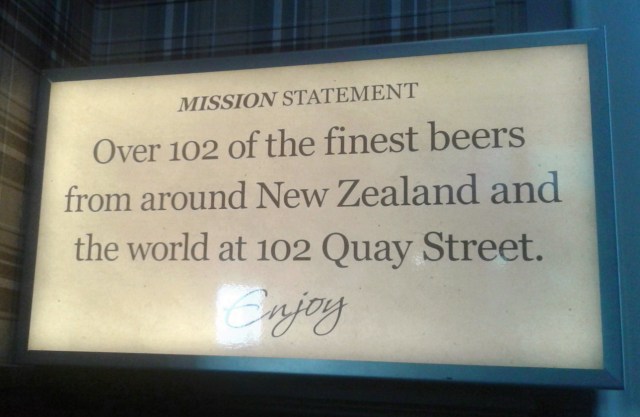 MISSION STATEMENT
Over 102 of the finest beers
from around New Zealand and
the world at 102 Quay Street.
Enjoy